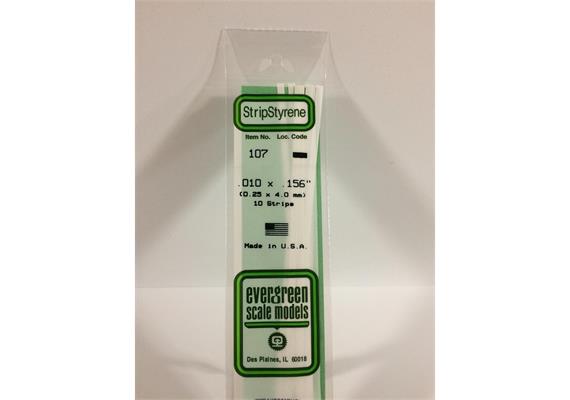 StripStyrene
Item No. Loc. Code
107
.010 x .156"
(0.25 x 4.0 mm)
10 Strips
Made in U.S.A.
evergreen
scale models
Des Plaines, IL 60018